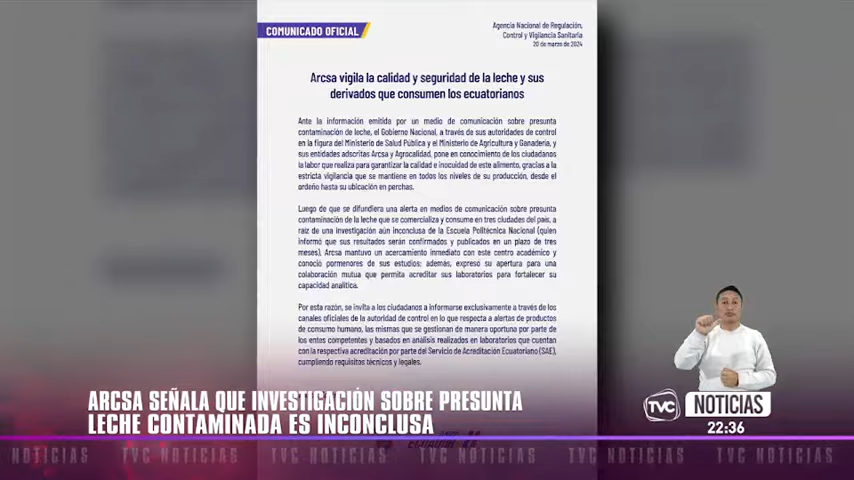 COMUNICADO OFICIAL
Agencia Nacional de Regulación,
Control y Vigilancia Sanitaria
20 de marzo de 2024
Arcsa vigila la calidad y seguridad de la leche y sus
derivados que consumen los ecuatorianos
Ante la información emitida por un medio de comunicación sobre presunta
contaminación de leche, el Gobierno Nacional, a través de sus autoridades de control
en la figura del Ministerio de Salud Pública y el Ministerio de Agricultura y Ganadería, y
sus entidades adscritas Arcsa y Agrocalidad, pone en conocimiento de los ciudadanos
la labor que realiza para garantizar la calidad e inocuidad de este alimento, gracias a la
estricta vigilancia que se mantiene en todos los niveles de su producción, desde el
ordeño hasta su ubicación en perchas.
Luego de que se difundiera una alerta en medios de comunicación sobre presunta
contaminación de la leche que se comercializa y consume en tres ciudades del país, a
raíz de una investigación aún inconclusa de la Escuela Politécnica Nacional (quien
informó que sus resultados serán confirmados y publicados en un plazo de tres
meses), Arcsa mantuvo un acercamiento inmediato con este centro académico y
conoció pormenores de sus estudios; además, expresó su apertura para una
colaboración mutua que permita acreditar sus laboratorios para fortalecer su
capacidad analítica.
Por esta razón, se invita a los ciudadanos a informarse exclusivamente a través de los
canales oficiales de la autoridad de control en lo que respecta a alertas de productos
de consumo humano, las mismas que se gestionan de manera oportuna por parte de
los entes competentes y basados en análisis realizados en laboratorios que cuentan
con la respectiva acreditación por parte del Servicio de Acreditación Ecuatoriano (SAE),
cumpliendo requisitos técnicos y legales.
ARCSA SEÑALA QUE INVESTIGACIÓN SOBRE PRESUNTA
LECHE CONTAMINADA ES INCONCLUSA
TVC NOTICIAS
22:36
NOTICIAS TVC NOTICIAS TVC NOTICIAS TVC NOTICIAS TVC NOTICIAS